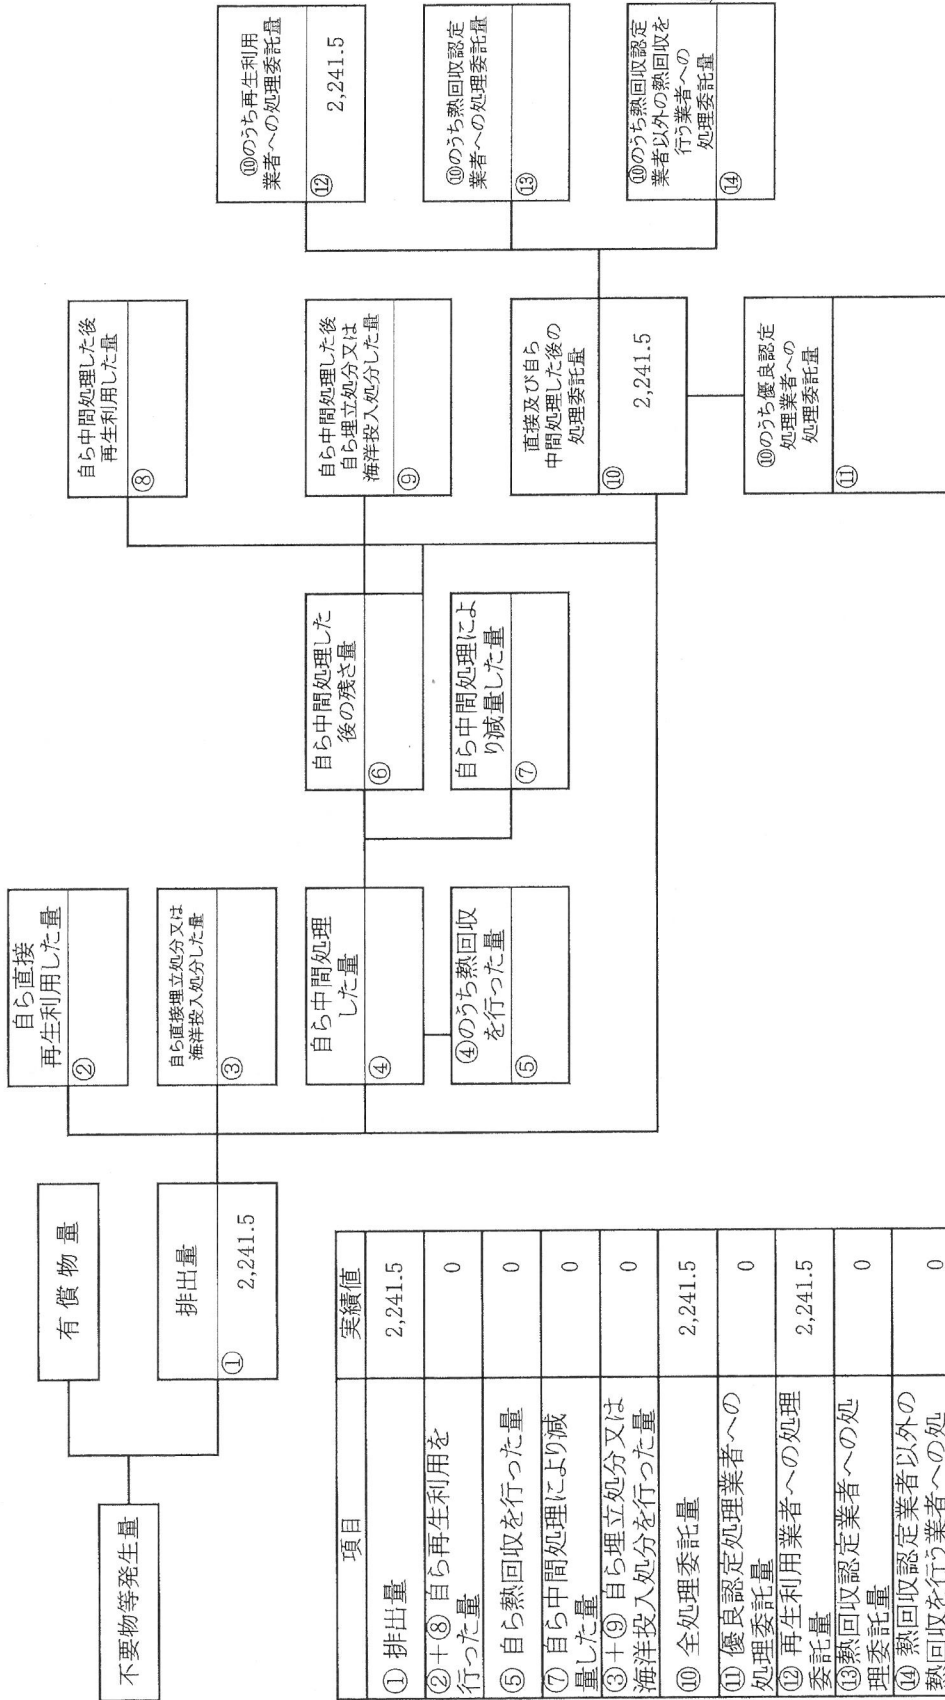 不要物等発生量
有償物量
排出量
①
2,241.5
自ら直接
再生利用した量
②
自ら直接埋立処分又は
海洋投入処分した量
③
自ら中間処理
した量
④
④のうち熱回収
を行った量
⑤
自ら中間処理した
後の残さ量
⑥
自ら中間処理によ
り減量した量
⑦
自ら中間処理した後
再生利用した量
⑧
自ら中間処理した後
自ら埋立処分又は
海洋投入処分した量
⑨
直接及び自ら
中間処理した後の
処理委託量
⑩
2,241.5
⑩のうち優良認定
処理業者への
処理委託量
⑪
⑩のうち再生利用
業者への処理委託量
⑫
2,241.5
⑩のうち熱回収認定
業者への処理委託量
⑬
⑩のうち熱回収認定
業者以外の熱回収を
行う業者への
処理委託量
⑭
項目 実績値
①排出量 2,241.5
②+⑧自ら再生利用を
行った量 0
⑤自ら熱回収を行った量 0
⑦自ら中間処理により減
量した量 0
③+⑨自ら埋立処分又は
海洋投入処分を行った量 0
⑩全処理委託量 2,241.5
⑪優良認定処理業者への
処理委託量 0
⑫再生利用業者への処理
委託量 2,241.5
⑬熱回収認定業者への処
理委託量 0
⑭熱回収認定業者以外の
熱回収を行う業者への処 0